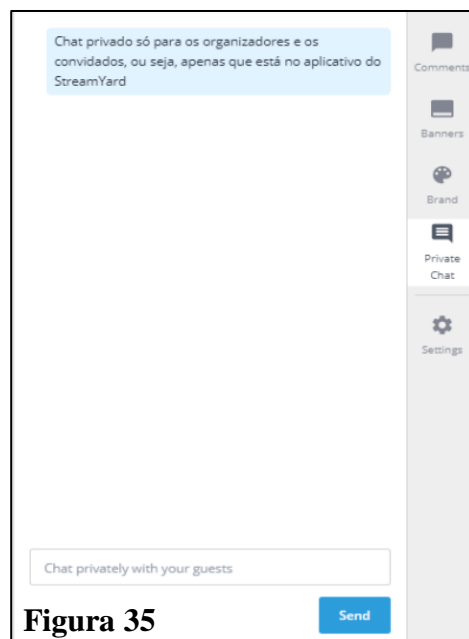 Chat privado só para os organizadores e os
convidados, ou seja, apenas que está no aplicativo do
StreamYard
Comments
Banners
Brand
Private
Chat
Settings
Chat privately with your guests
Send
Figura 35